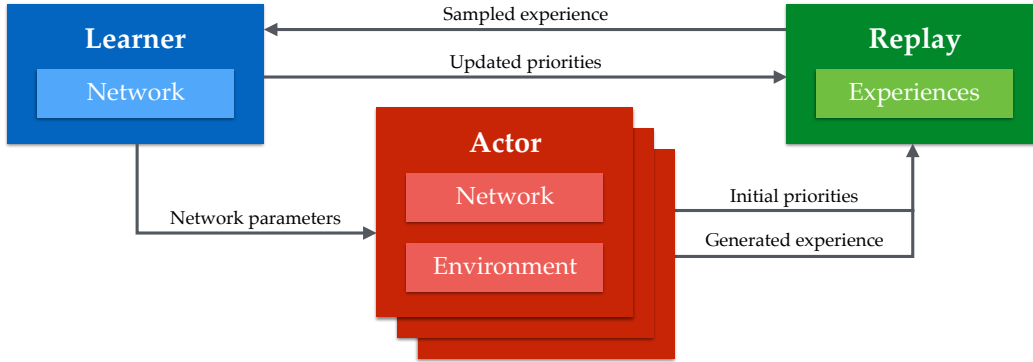 Sampled experience
Learner
Replay
Updated priorities
Network
Experiences
Actor
Network
Initial priorities
Network parameters
Generated experience
Environment